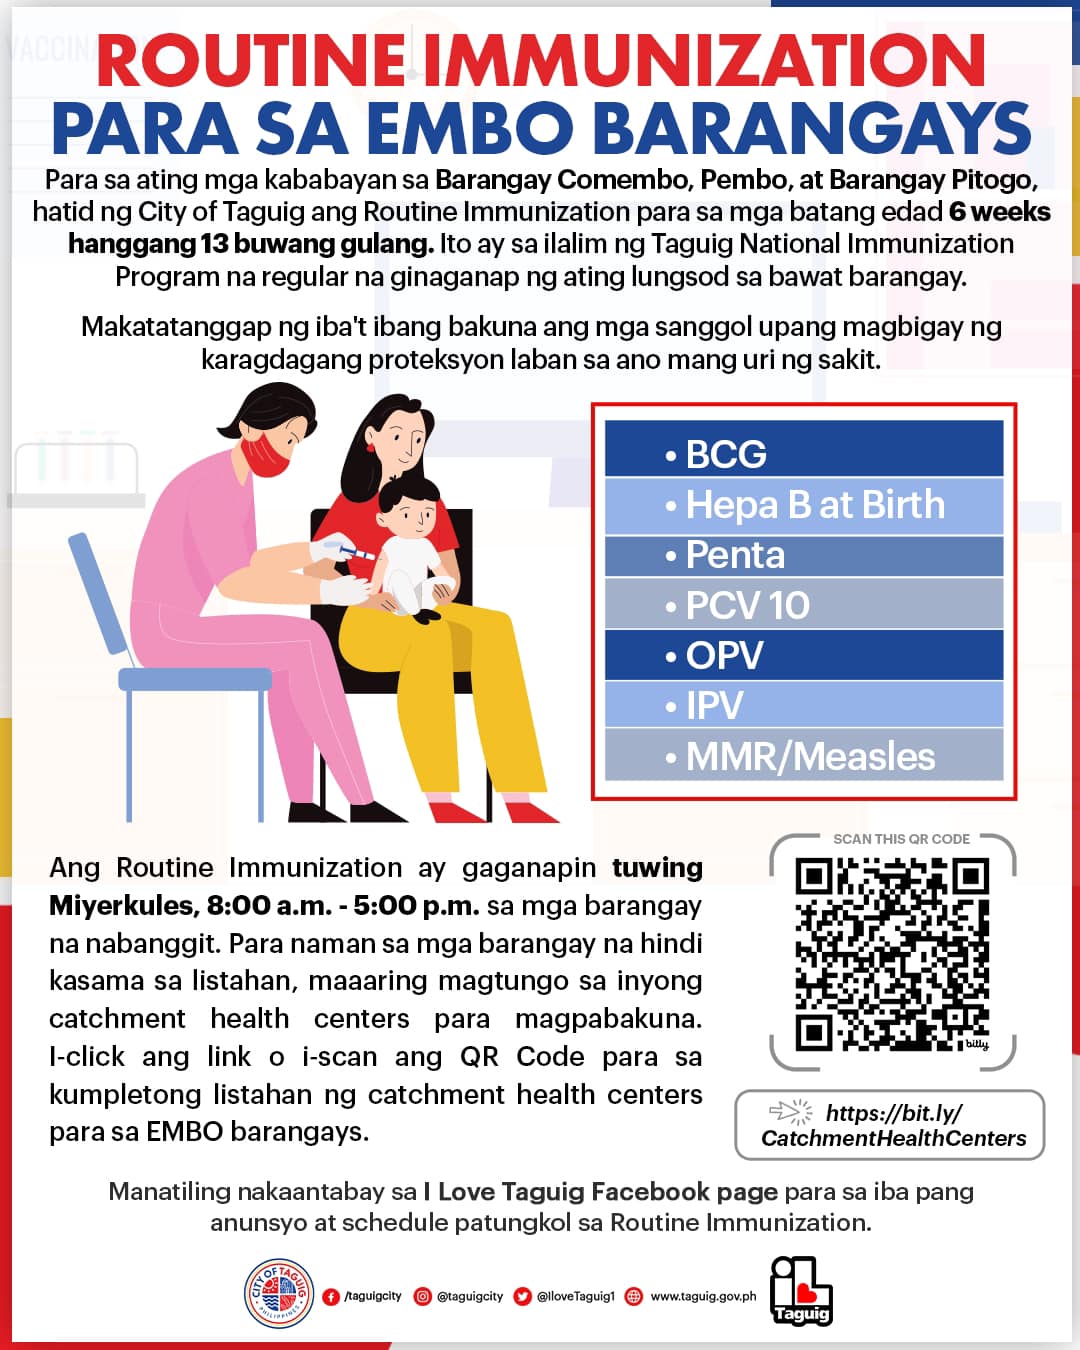 VACCINA
ROUTINE IMMUNIZATION
PARA SA EMBO BARANGAYS
Para sa ating mga kababayan sa Barangay Comembo, Pembo, at Barangay Pitogo,
hatid ng City of Taguig ang Routine Immunization para sa mga batang edad 6 weeks
hanggang 13 buwang gulang. Ito ay sa ilalim ng Taguig National Immunization
Program na regular na ginaganap ng ating lungsod sa bawat barangay.
Makatatanggap ng iba't ibang bakuna ang mga sanggol upang magbigay ng
karagdagang proteksyon laban sa ano mang uri ng sakit.
• BCG
• Hepa B at Birth
• Penta
• PCV 10
• OPV
• IPV
• MMR/Measles
Ang Routine Immunization ay gaganapin tuwing
Miyerkules, 8:00 a.m. - 5:00 p.m. sa mga barangay
na nabanggit. Para naman sa mga barangay na hindi
kasama sa listahan, maaaring magtungo sa inyong
catchment health centers para magpabakuna.
I-click ang link o i-scan ang QR Code para sa
kumpletong listahan ng catchment health centers
para sa EMBO barangays.
SCAN THIS QR CODE
bitly
https://bit.ly/
CatchmentHealthCenters
Manatiling nakaantabay sa I Love Taguig Facebook page para sa iba pang
anunsyo at schedule patungkol sa Routine Immunization.
CITY OF TAGUIG
PHILIPPINES
/taguigcity
@taguigcity
@IloveTaguig1
www.taguig.gov.ph
iL
Taguig